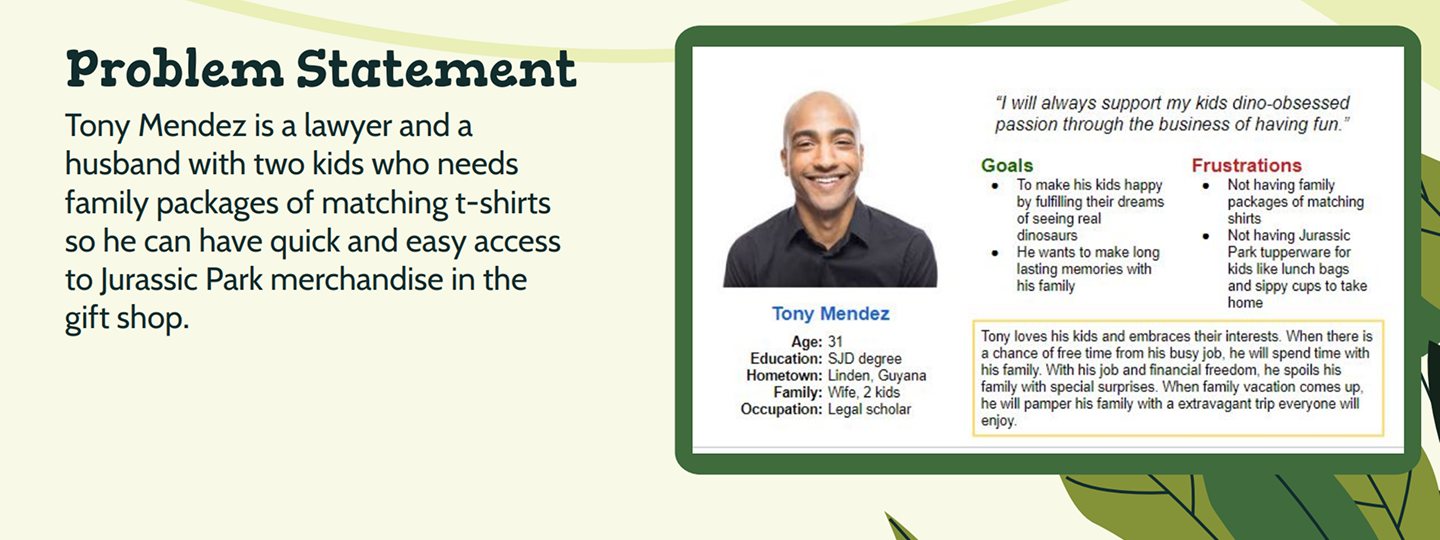 Problem Statement
Tony Mendez is a lawyer and a
husband with two kids who needs
family packages of matching t-shirts
so he can have quick and easy access
to Jurassic Park merchandise in the
gift shop.
Tony Mendez
Age: 31
Education: SJD degree
Hometown: Linden, Guyana
Family: Wife, 2 kids
Occupation: Legal scholar
“I will always support my kids dino-obsessed
passion through the business of having fun.”
Goals
● To make his kids happy
by fulfilling their dreams
of seeing real
dinosaurs
● He wants to make long
lasting memories with
his family
Frustrations
● Not having family
packages of matching
shirts
● Not having Jurassic
Park tupperware for
kids like lunch bags
and sippy cups to take
home
Tony loves his kids and embraces their interests. When there is
a chance of free time from his busy job, he will spend time with
his family. With his job and financial freedom, he spoils his
family with special surprises. When family vacation comes up,
he will pamper his family with a extravagant trip everyone will
enjoy.